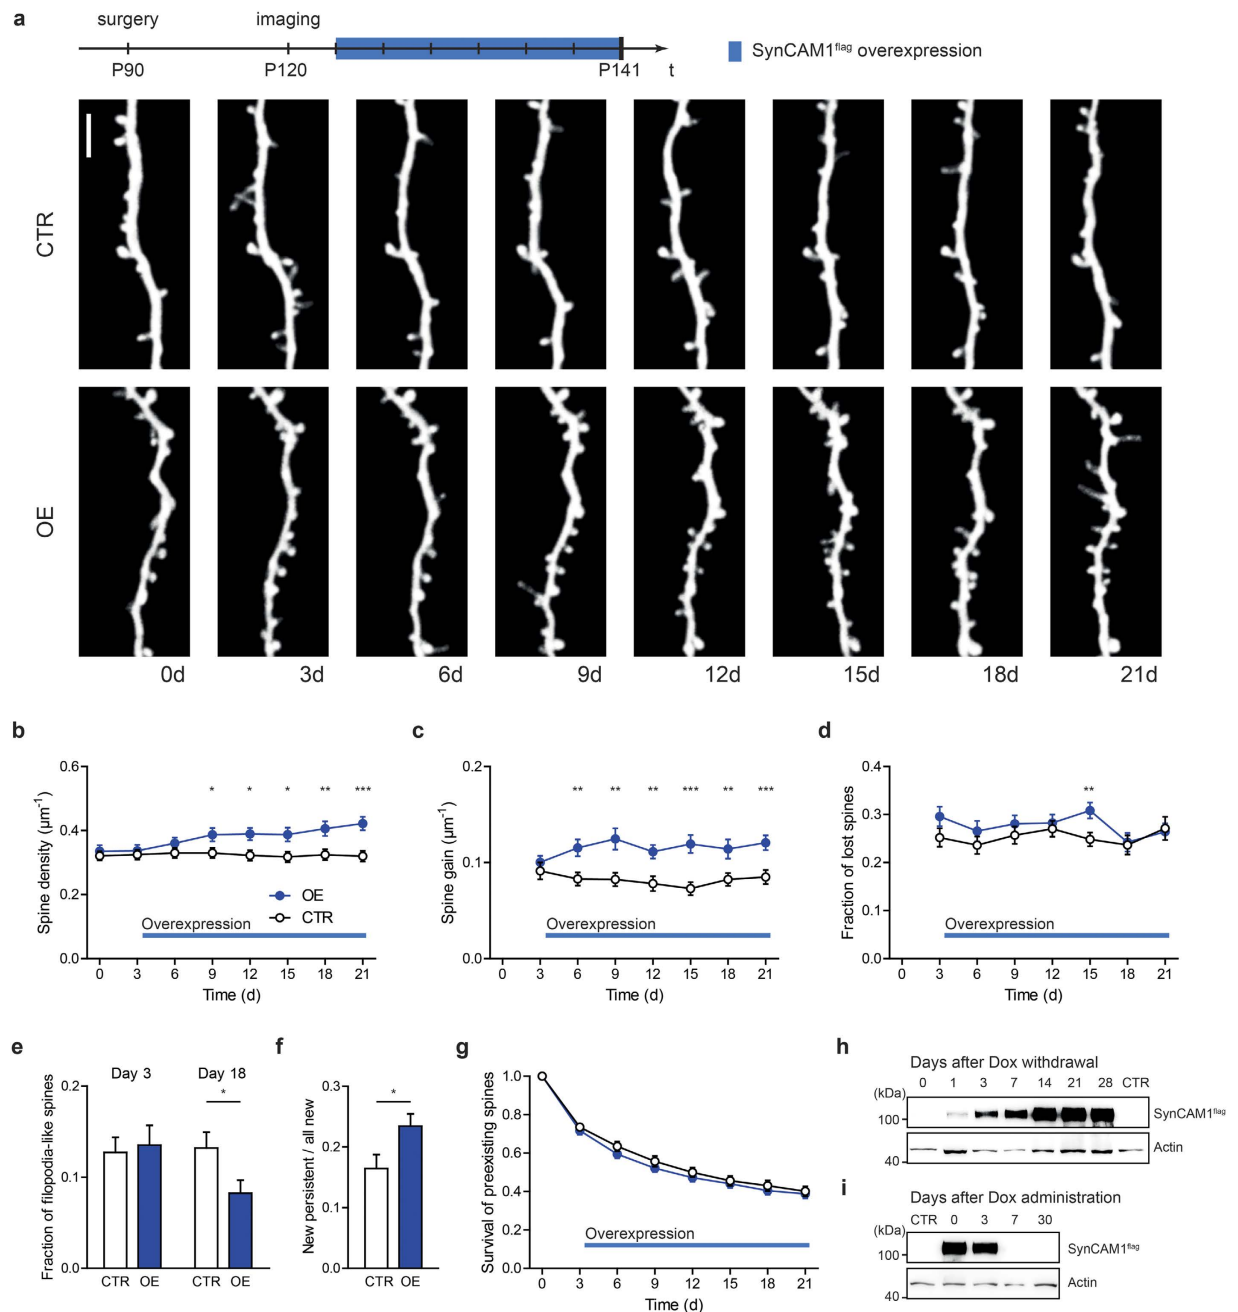 a
surgery
imaging
P90
P120
P141
t
SynCAM1flag overexpression
CTR
OE
0d
3d
6d
9d
12d
15d
18d
21d
b
Spine density (µm⁻¹)
0.6
0.4
0.2
0.0
* * * ** ***
OE
CTR
Overexpression
0 3 6 9 12 15 18 21
Time (d)
c
Spine gain (µm⁻¹)
0.2
0.1
0.0
** ** ** *** ** ***
Overexpression
0 3 6 9 12 15 18 21
Time (d)
d
Fraction of lost spines
0.4
0.3
0.2
0.1
0.0
**
Overexpression
0 3 6 9 12 15 18 21
Time (d)
e
Fraction of filopodia-like spines
0.2
0.1
0.0
Day 3
Day 18
*
CTR OE CTR OE
f
New persistent / all new
0.3
0.2
0.1
0.0
*
CTR OE
g
Survival of preexisting spines
1.0
0.8
0.6
0.4
0.2
0.0
Overexpression
0 3 6 9 12 15 18 21
Time (d)
h
Days after Dox withdrawal
0 1 3 7 14 21 28 CTR
(kDa)
100
SynCAM1flag
Actin
40
i
Days after Dox administration
CTR 0 3 7 30
(kDa)
100
SynCAM1flag
Actin
40